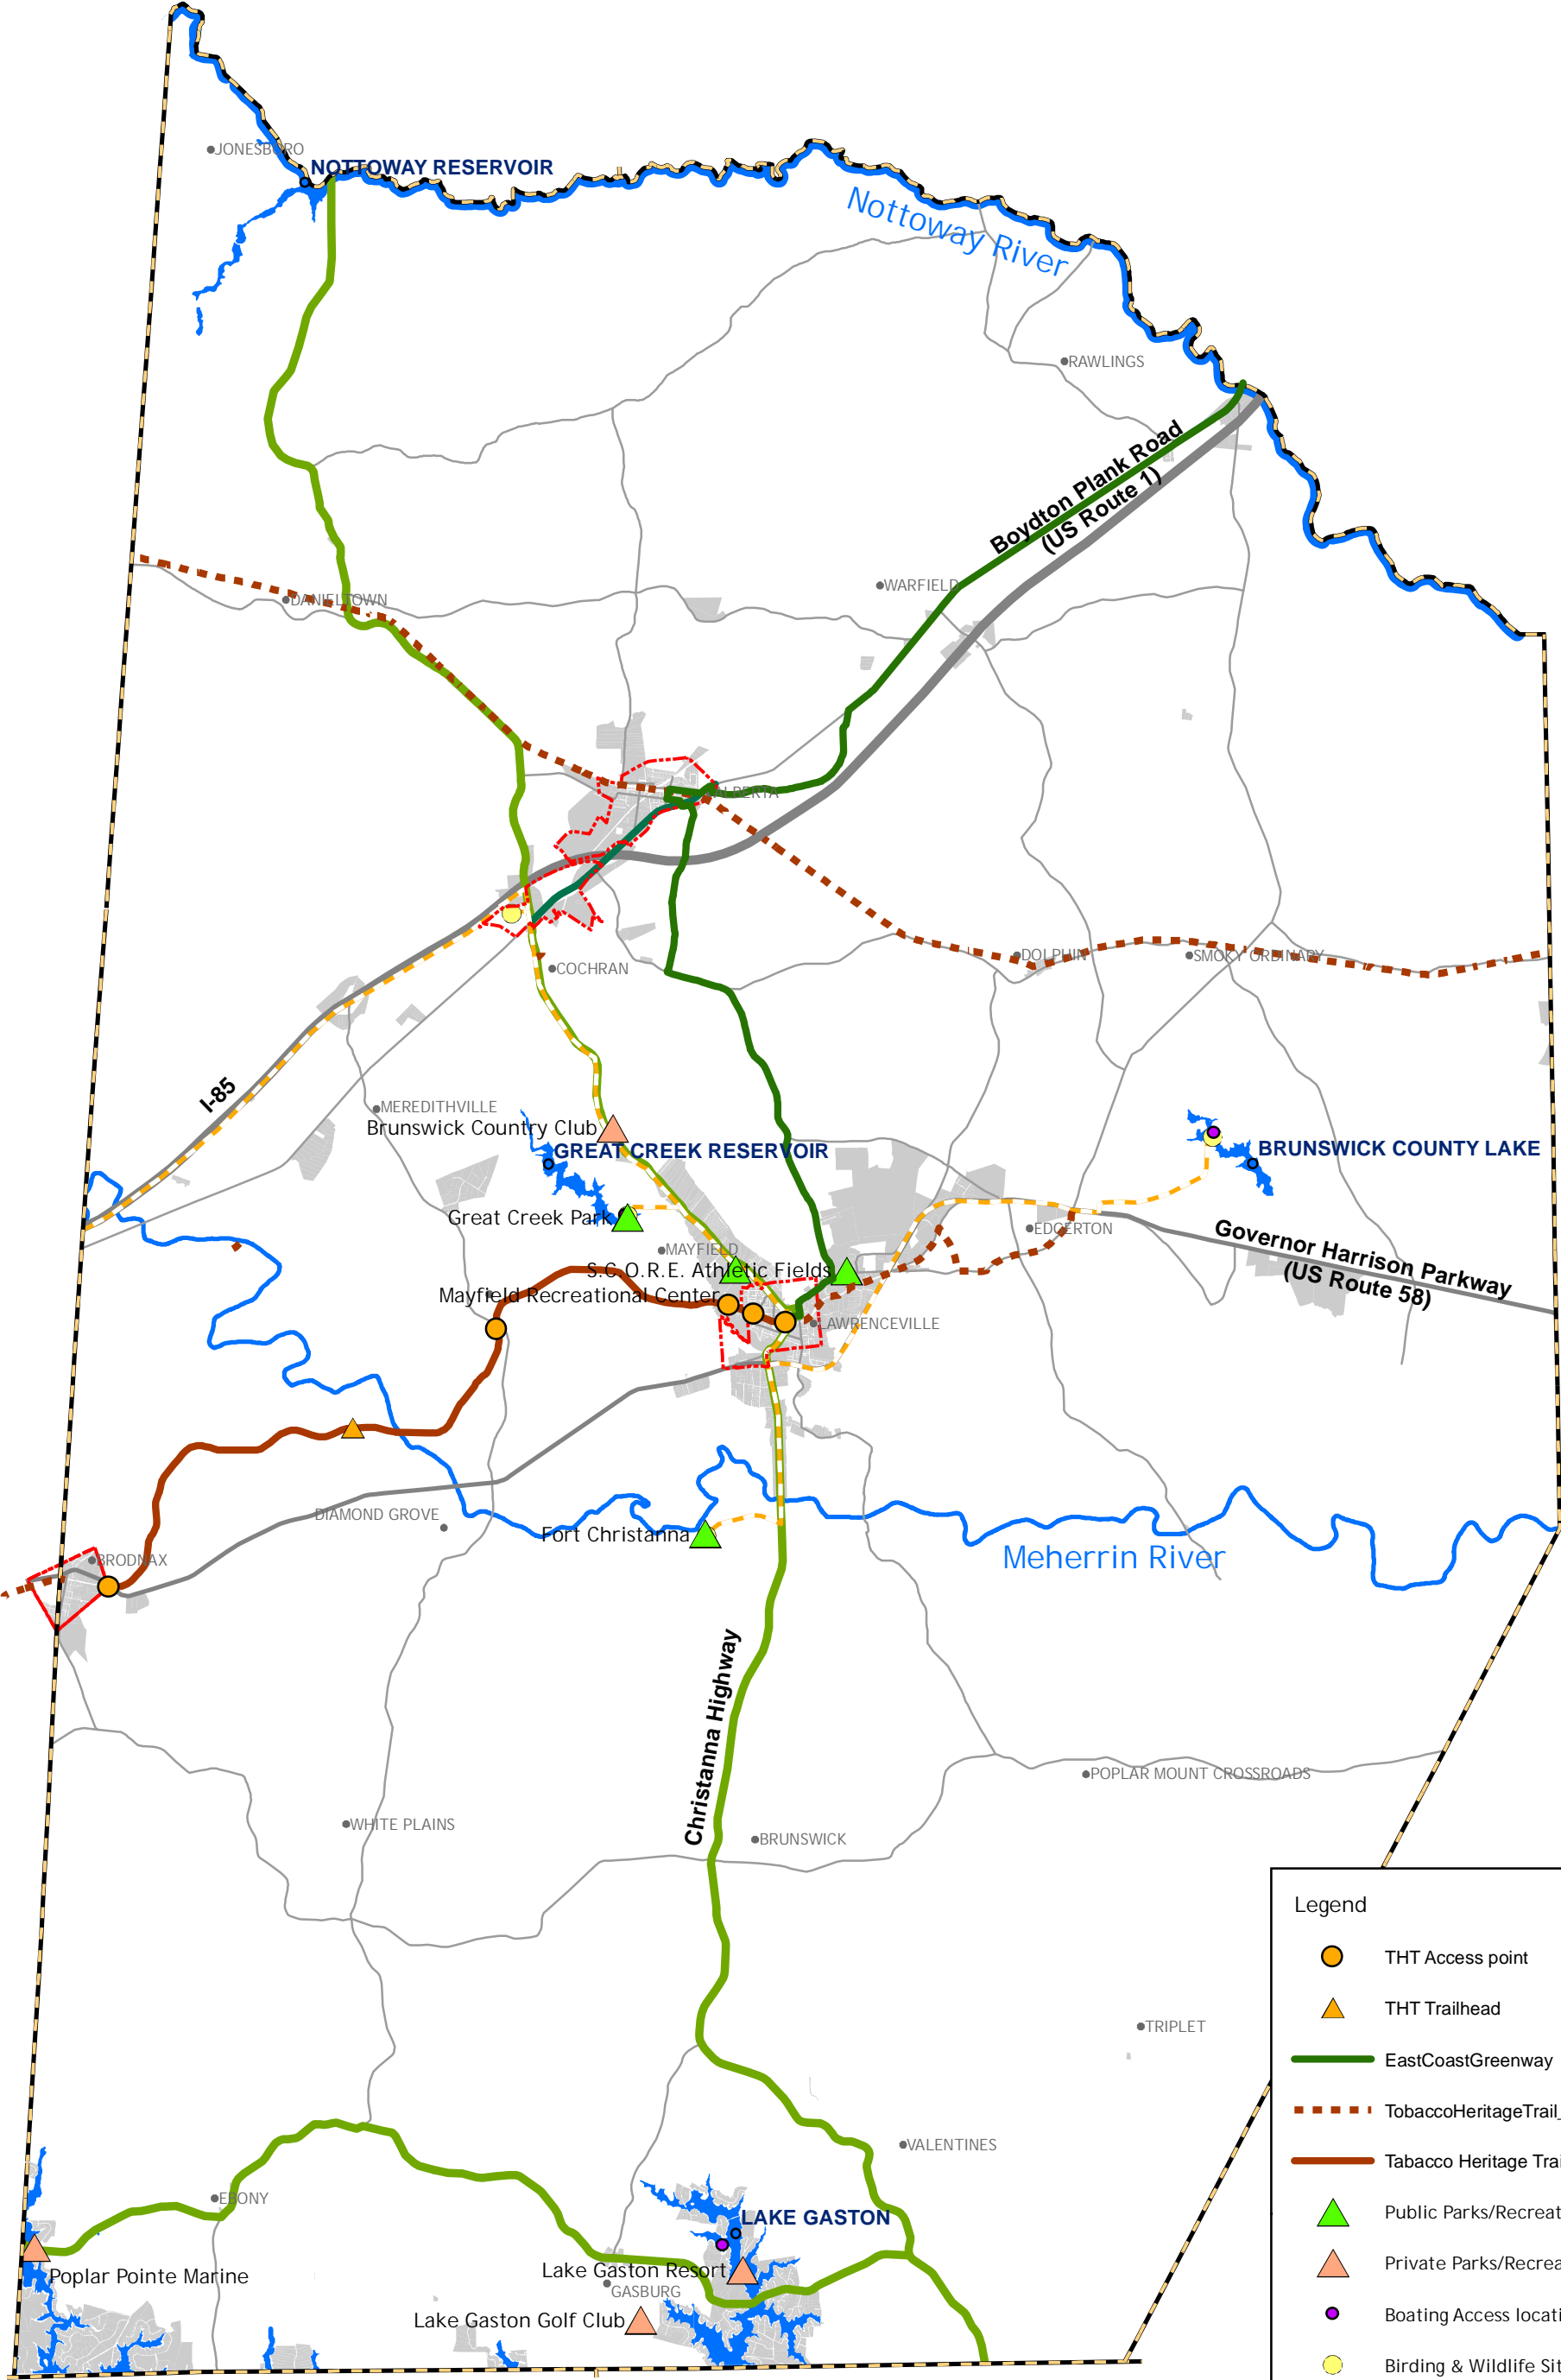 JONESBORO
NOTTOWAY RESERVOIR
Nottoway River
RAWLINGS
Boydton Plank Road
(US Route 1)
WARFIELD
DANIELTOWN
ALBERTA
COCHRAN
DOLPHIN
SMOKY ORDINARY
I-85
MEREDITHVILLE
Brunswick Country Club
GREAT CREEK RESERVOIR
BRUNSWICK COUNTY LAKE
Great Creek Park
EDGERTON
Governor Harrison Parkway
(US Route 58)
MAYFIELD
S.C.O.R.E. Athletic Fields
Mayfield Recreational Center
LAWRENCEVILLE
DIAMOND GROVE
Fort Christanna
Meherrin River
BRODNAX
Christanna Highway
POPLAR MOUNT CROSSROADS
WHITE PLAINS
BRUNSWICK
TRIPLET
VALENTINES
EBONY
LAKE GASTON
Lake Gaston Resort
Poplar Pointe Marine
GASBURG
Lake Gaston Golf Club
Legend
THT Access point
THT Trailhead
EastCoastGreenway
TobaccoHeritageTrail_
Tabacco Heritage Trai
Public Parks/Recreat
Private Parks/Recrea
Boating Access locati
Birding & Wildlife Sit